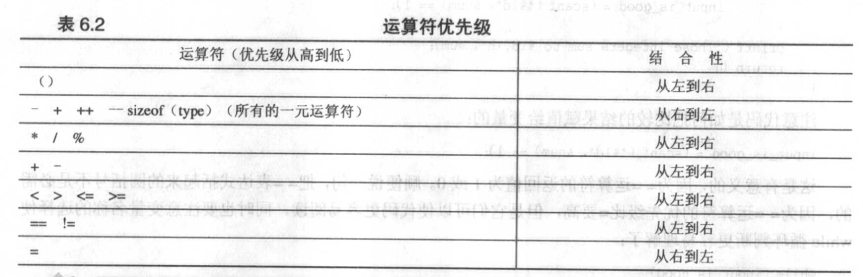 表 6.2 运算符优先级
运算符（优先级从高到低） 结 合 性
() 从左到右
- + ++ -- sizeof（type）（所有的一元运算符） 从右到左
* / % 从左到右
+ - 从左到右
< > <= >= 从左到右
== != 从左到右
= 从右到左